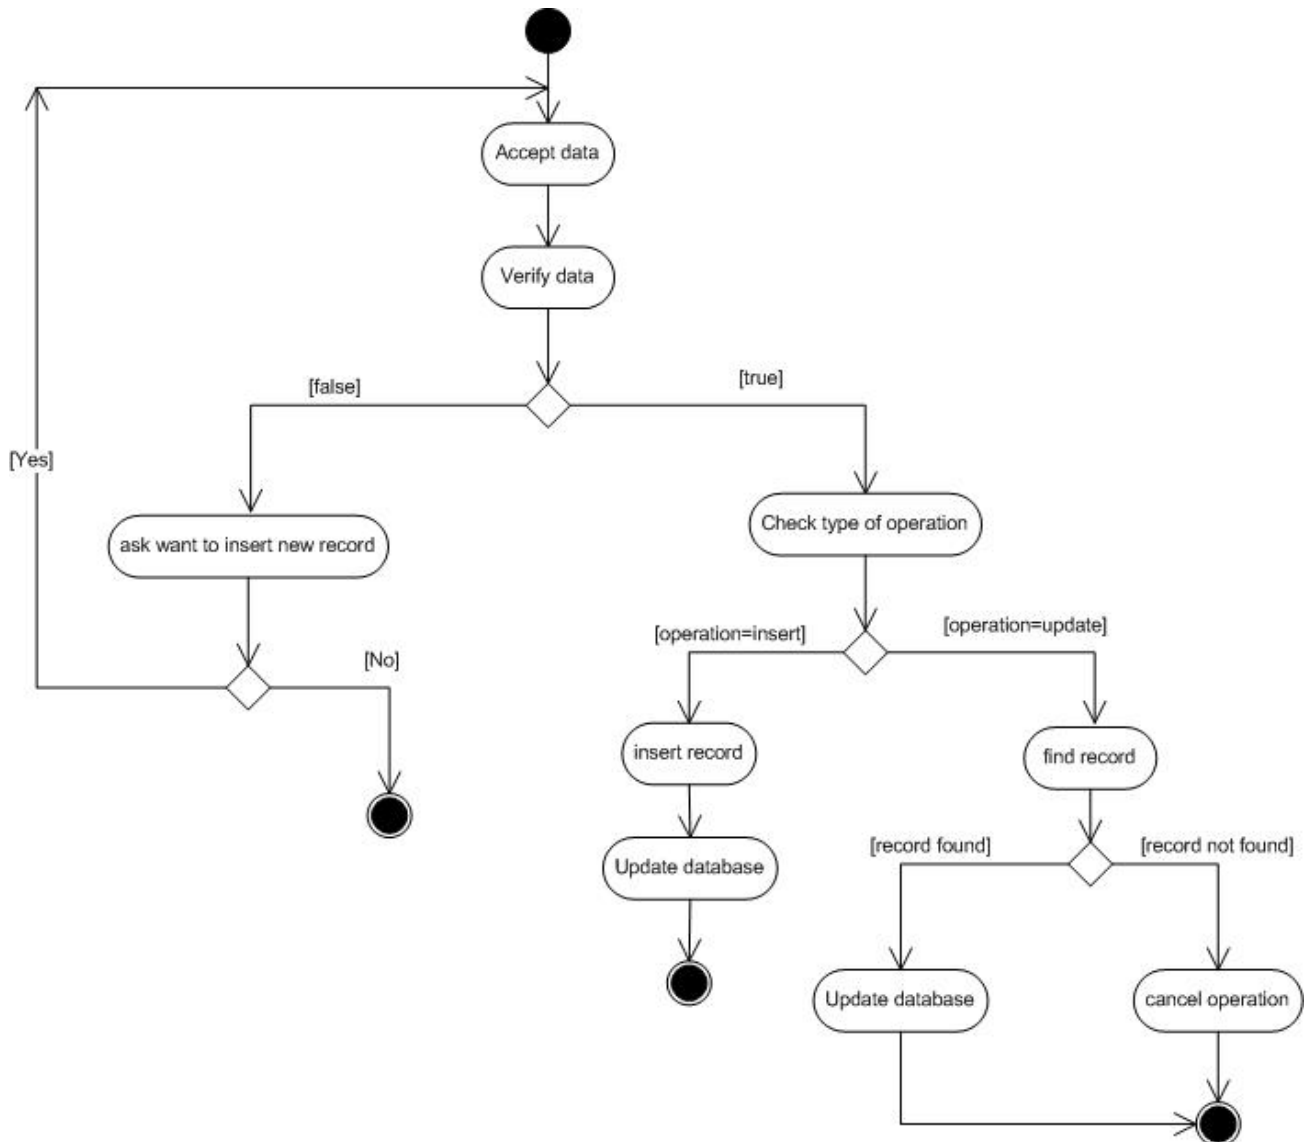 Accept data
Verify data
[false]
[true]
[Yes]
ask want to insert new record
Check type of operation
[operation=insert]
[operation=update]
[No]
insert record
find record
Update database
[record found]
[record not found]
Update database
cancel operation